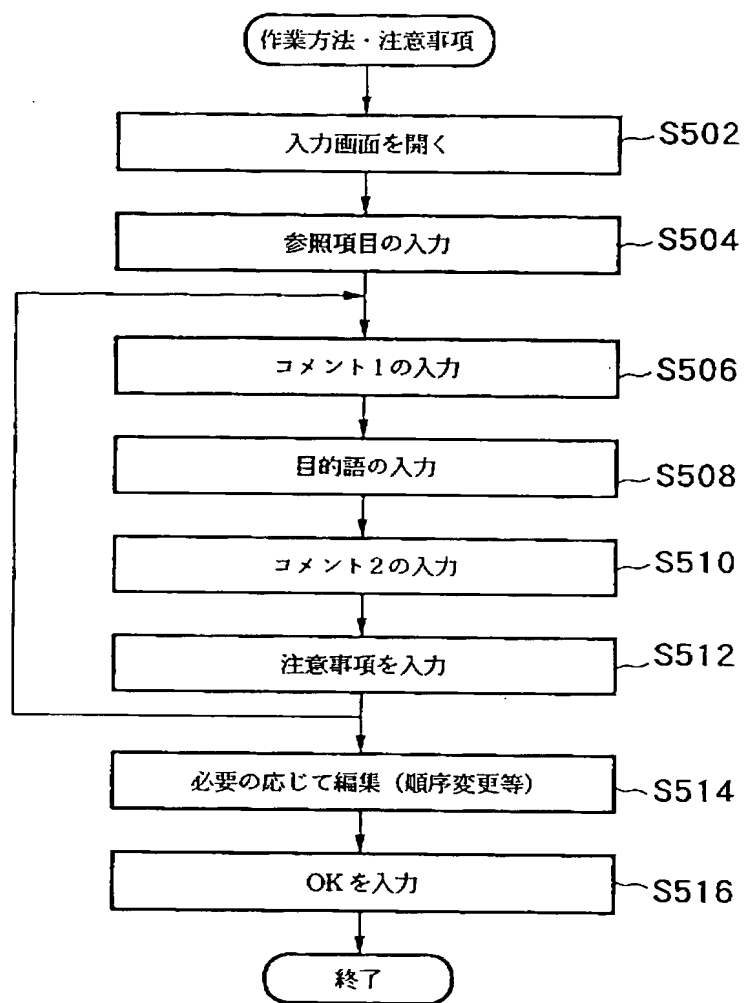 作業方法・注意事項
入力画面を開く
S502
参照項目の入力
S504
コメント1の入力
S506
目的語の入力
S508
コメント2の入力
S510
注意事項を入力
S512
必要の応じて編集（順序変更等）
S514
OKを入力
S516
終了